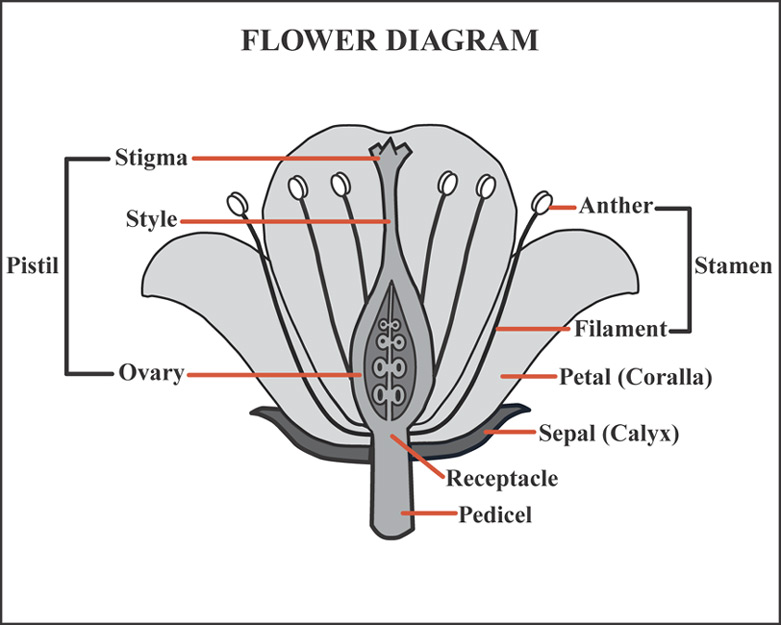 FLOWER DIAGRAM
Stigma
Style
Pistil
Ovary
Anther
Stamen
Filament
Petal (Coralla)
Sepal (Calyx)
Receptacle
Pedicel